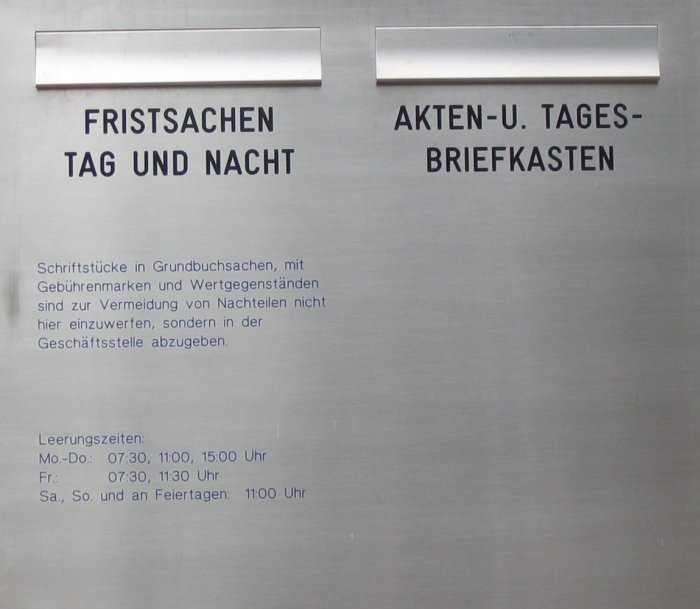 FRISTSACHEN
TAG UND NACHT
AKTEN-U. TAGES-
BRIEFKASTEN
Schriftstücke in Grundbuchsachen, mit
Gebührenmarken und Wertgegenständen
sind zur Vermeidung von Nachteilen nicht
hier einzuwerfen, sondern in der
Geschäftsstelle abzugeben.
Leerungszeiten:
Mo.-Do.: 07:30, 11:00, 15:00 Uhr
Fr.: 07:30, 11:30 Uhr
Sa., So. und an Feiertagen: 11:00 Uhr